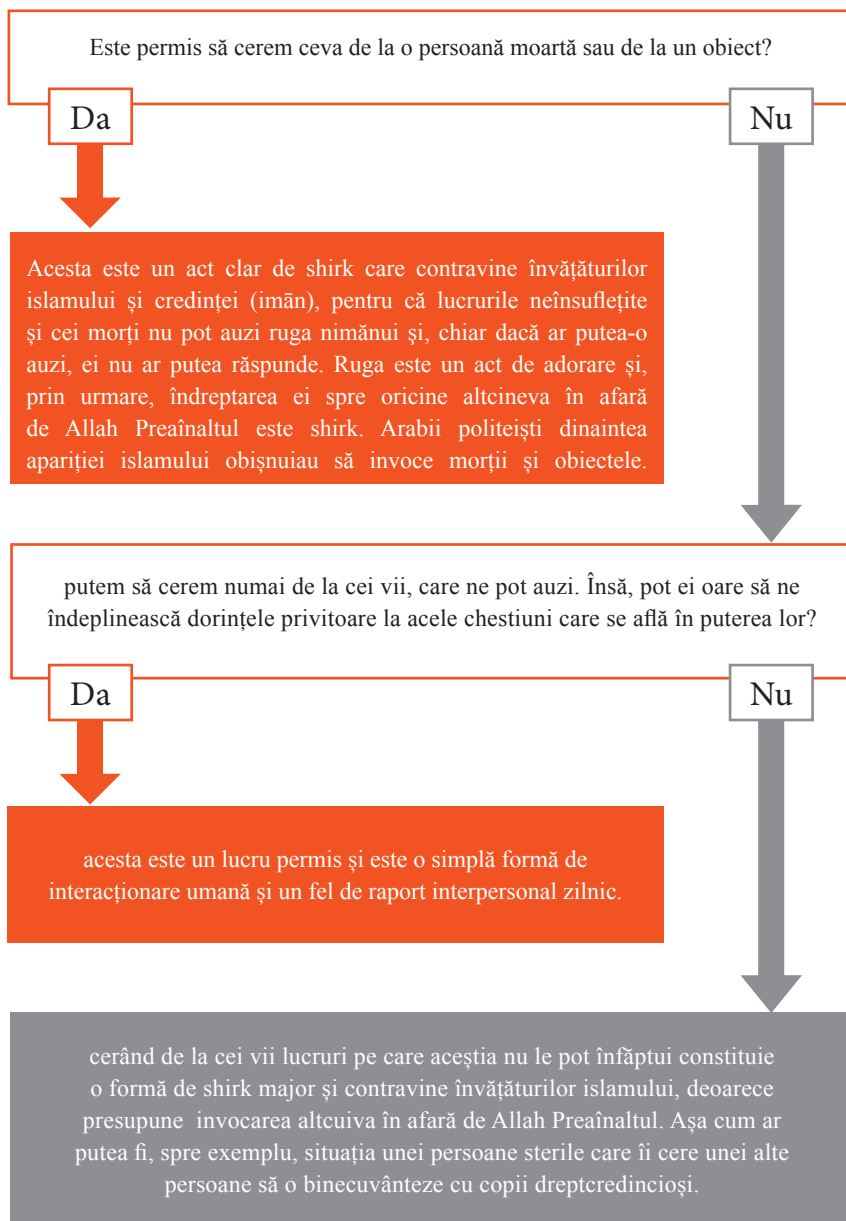 Este permis să cerem ceva de la o persoană moartă sau de la un obiect?
Da
Nu
Acesta este un act clar de shirk care contravine învățăturilor
islamului și credinței (imān), pentru că lucrurile neînsuflețite
și cei morți nu pot auzi ruga nimănui și, chiar dacă ar putea-o
auzi, ei nu ar putea răspunde. Ruga este un act de adorare și,
prin urmare, îndreptarea ei spre oricine altcineva în afară
de Allah Preaînaltul este shirk. Arabii politeiști dinaintea
apariției islamului obișnuiau să invoce morții și obiectele.
putem să cerem numai de la cei vii, care ne pot auzi. Însă, pot ei oare să ne
îndeplinească dorințele privitoare la acele chestiuni care se află în puterea lor?
Da
Nu
acesta este un lucru permis și este o simplă formă de
interacționare umană și un fel de raport interpersonal zilnic.
cerând de la cei vii lucruri pe care aceștia nu le pot înfăptui constituie
o formă de shirk major și contravine învățăturilor islamului, deoarece
presupune invocarea altcuiva în afară de Allah Preaînaltul. Așa cum ar
putea fi, spre exemplu, situația unei persoane sterile care îi cere unei alte
persoane să o binecuvânteze cu copii dreptcredincioși.